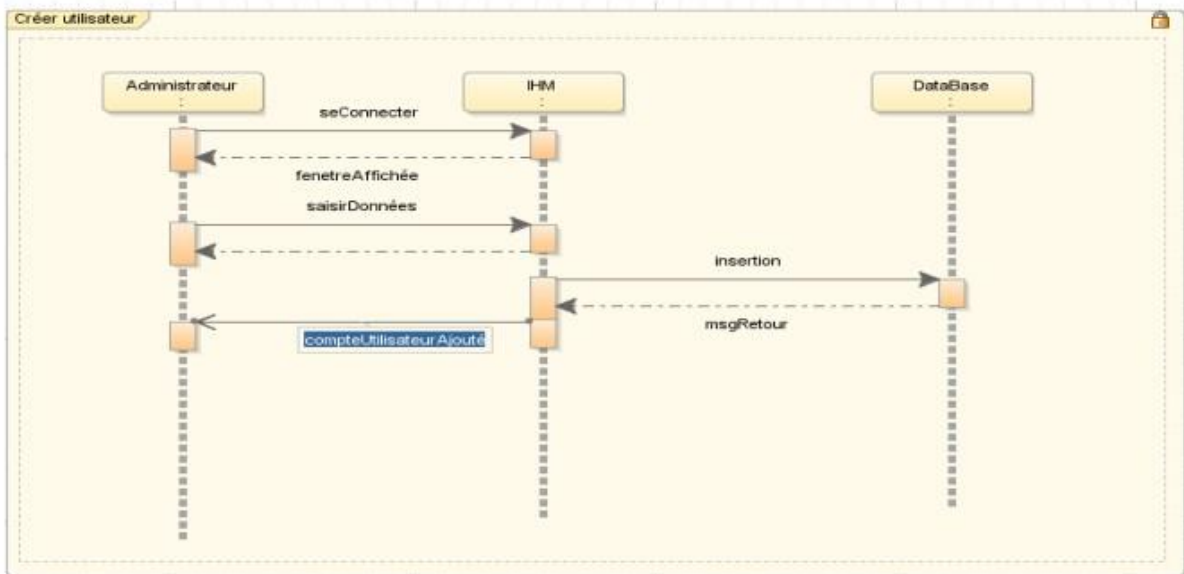 Créer utilisateur
Administrateur
:
IHM
:
DataBase
:
seConnecter
fenetreAffichée
saisirDonnées
insertion
msgRetour
compteUtilisateurAjouté